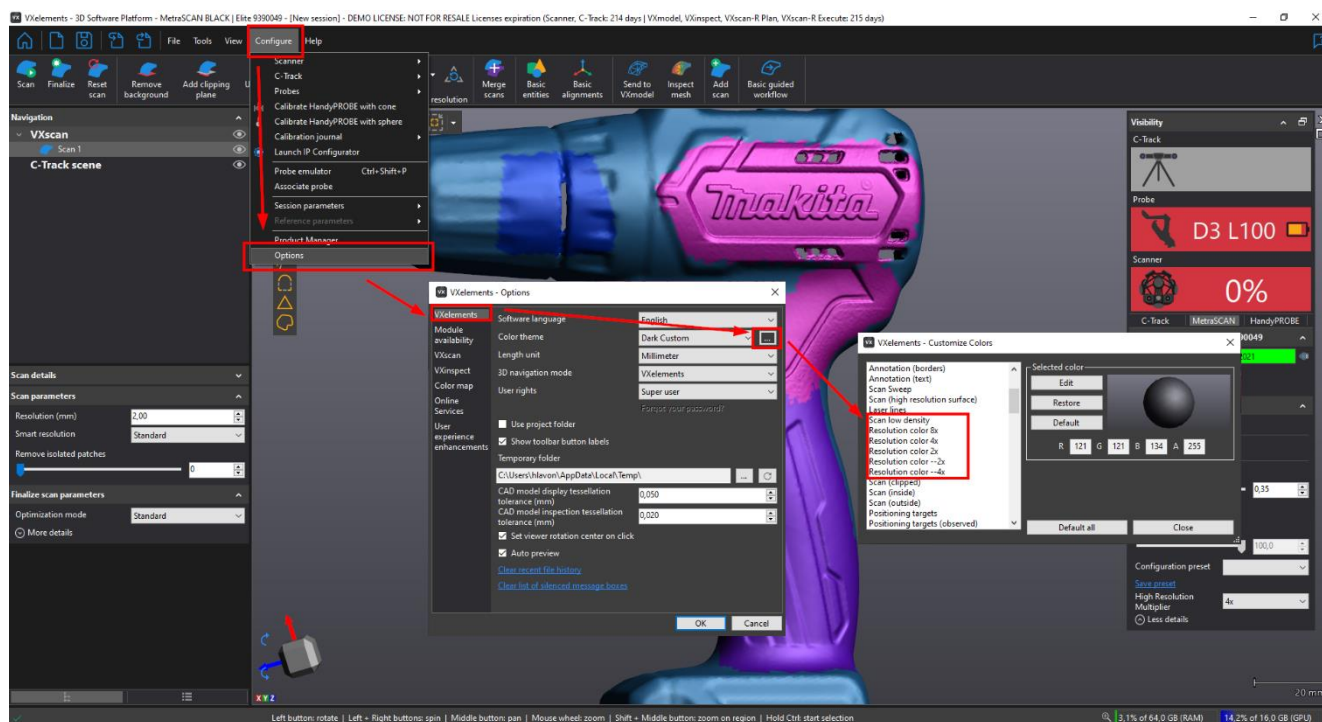 VXelements - 3D Software Platform - MetraSCAN BLACK | Elite 9390049 - [New session] - DEMO LICENSE: NOT FOR RESALE Licenses expiration (Scanner, C-Track: 214 days | VXmodel, VXinspect, VXscan-R Plan, VXscan-R Execute: 215 days)
File Tools View Configure Help
Scan
Finalize
Reset scan
Remove background
Add clipping plane
resolution
Merge scans
Basic entities
Basic alignments
Send to VXmodel
Inspect mesh
Add scan
Basic guided workflow
Navigation
VXscan
Scan 1
C-Track scene
Scanner
C-Track
Probes
Calibrate HandyPROBE with cone
Calibrate HandyPROBE with sphere
Calibration journal
Launch IP Configurator
Probe emulator Ctrl+Shift+P
Associate probe
Session parameters
Reference parameters
Product Manager
Options
makita
Scan details
Scan parameters
Resolution (mm) 2,00
Smart resolution Standard
Remove isolated patches
0
Finalize scan parameters
Optimization mode Standard
More details
VXelements - Options
VXelements
Module availability
VXscan
VXinspect
Color map
Online Services
User experience enhancements
Software language English
Color theme Dark Custom ...
Length unit Millimeter
3D navigation mode VXelements
User rights Super user
Forgot your password?
Use project folder
Show toolbar button labels
Temporary folder
C:\Users\hlavon\AppData\Local\Temp\ ...
CAD model display tessellation tolerance (mm) 0,050
CAD model inspection tessellation tolerance (mm) 0,020
Set viewer rotation center on click
Auto preview
Clear recent file history
Clear list of silenced message boxes
OK Cancel
VXelements - Customize Colors
Annotation (borders)
Annotation (text)
Scan Sweep
Scan (high resolution surface)
Laser lines
Scan low density
Resolution color 8x
Resolution color 4x
Resolution color 2x
Resolution color --2x
Resolution color --4x
Scan (clipped)
Scan (inside)
Scan (outside)
Positioning targets
Positioning targets (observed)
Selected color
Edit
Restore
Default
R 121 G 121 B 134 A 255
Default all Close
Visibility
C-Track
Probe
D3 L100
Scanner
0%
C-Track MetraSCAN HandyPROBE
0,35
100,0
Configuration preset
Save preset
High Resolution Multiplier 4x
Less details
20 mm
X Y Z
Left button: rotate | Left + Right buttons: spin | Middle button: pan | Mouse wheel: zoom | Shift + Middle button: zoom on region | Hold Ctrl: start selection
3,1% of 64,0 GB (RAM) 14,2% of 16,0 GB (GPU)